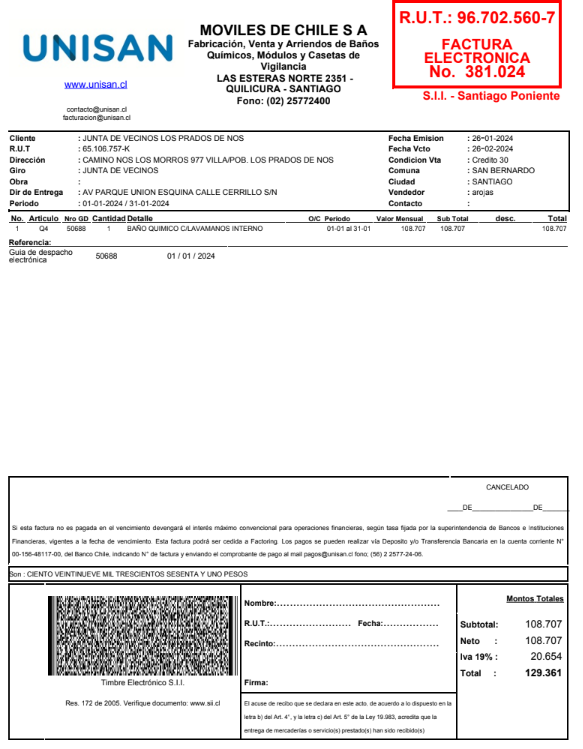 UNISAN
www.unisan.cl
contacto@unisan.cl
facturacion@unisan.cl
MOVILES DE CHILE S A
Fabricación, Venta y Arriendos de Baños
Químicos, Módulos y Casetas de
Vigilancia
LAS ESTERAS NORTE 2351 -
QUILICURA - SANTIAGO
Fono: (02) 25772400
R.U.T.: 96.702.560-7
FACTURA
ELECTRONICA
No. 381.024
S.I.I. - Santiago Poniente
Cliente : JUNTA DE VECINOS LOS PRADOS DE NOS Fecha Emision : 26-01-2024
R.U.T : 65.106.757-K Fecha Vcto : 26-02-2024
Dirección : CAMINO NOS LOS MORROS 977 VILLA/POB. LOS PRADOS DE NOS Condicion Vta : Credito 30
Giro : JUNTA DE VECINOS Comuna : SAN BERNARDO
Obra : Ciudad : SANTIAGO
Dir de Entrega : AV PARQUE UNION ESQUINA CALLE CERRILLO S/N Vendedor : arojas
Periodo : 01-01-2024 / 31-01-2024 Contacto :
No. Artículo Nro GD Cantidad Detalle O/C Periodo Valor Mensual Sub Total desc. Total
1 Q4 50688 1 BAÑO QUIMICO C/LAVAMANOS INTERNO 01-01 al 31-01 108.707 108.707 108.707
Referencia:
Guia de despacho electrónica 50688 01 / 01 / 2024
CANCELADO
____DE______________DE____
Si esta factura no es pagada en el vencimiento devengará el interés máximo convencional para operaciones financieras, según tasa fijada por la superintendencia de Bancos e Instituciones
Financieras, vigentes a la fecha de vencimiento. Esta factura podrá ser cedida a Factoring. Los pagos se pueden realizar vía Deposito y/o Transferencia Bancaria en la cuenta corriente N°
00-156-48117-00, del Banco Chile, indicando N° de factura y enviando el comprobante de pago al mail pagos@unisan.cl fono: (56) 2 2577-24-06.
Son : CIENTO VEINTINUEVE MIL TRESCIENTOS SESENTA Y UNO PESOS
Timbre Electrónico S.I.I.
Res. 172 de 2005. Verifique documento: www.sii.cl
Nombre:..............................................
R.U.T.:....................... Fecha:................
Recinto:..............................................
Firma:
El acuse de recibo que se declara en este acto, de acuerdo a lo dispuesto en la
letra b) del Art. 4°, y la letra c) del Art. 5° de la Ley 19.983, acredita que la
entrega de mercaderías o servicio(s) prestado(s) han sido recibido(s)
Montos Totales
Subtotal: 108.707
Neto : 108.707
Iva 19% : 20.654
Total : 129.361